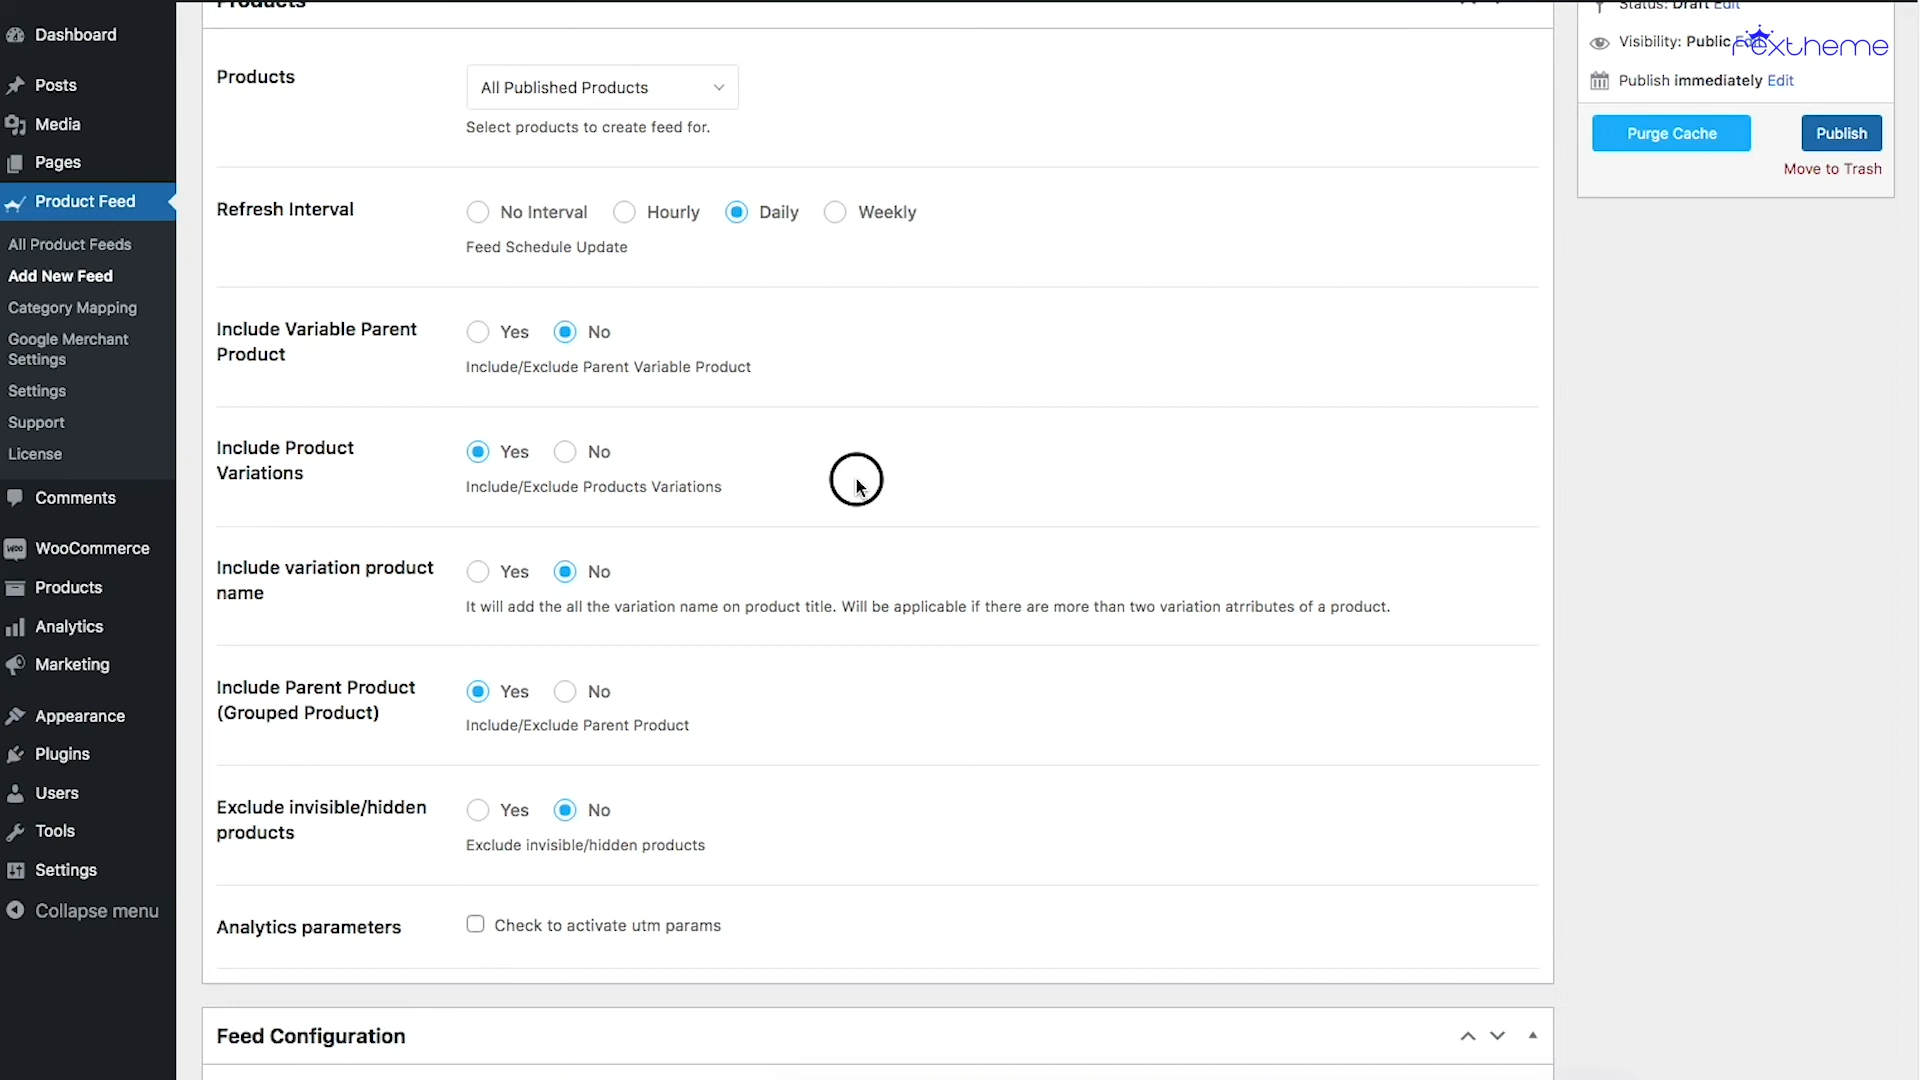 Dashboard
Posts
Media
Pages
Product Feed
All Product Feeds
Add New Feed
Category Mapping
Google Merchant
Settings
Settings
Support
License
Comments
WooCommerce
Products
Analytics
Marketing
Appearance
Plugins
Users
Tools
Settings
Collapse menu
Products
Products
All Published Products
Select products to create feed for.
Refresh Interval
No Interval Hourly Daily Weekly
Feed Schedule Update
Include Variable Parent
Product
Yes No
Include/Exclude Parent Variable Product
Include Product
Variations
Yes No
Include/Exclude Products Variations
Include variation product
name
Yes No
It will add the all the variation name on product title. Will be applicable if there are more than two variation atrributes of a product.
Include Parent Product
(Grouped Product)
Yes No
Include/Exclude Parent Product
Exclude invisible/hidden
products
Yes No
Exclude invisible/hidden products
Analytics parameters
Check to activate utm params
Feed Configuration
Status: Draft Edit
Visibility: Public Edit
rextheme
Publish immediately Edit
Purge Cache
Publish
Move to Trash